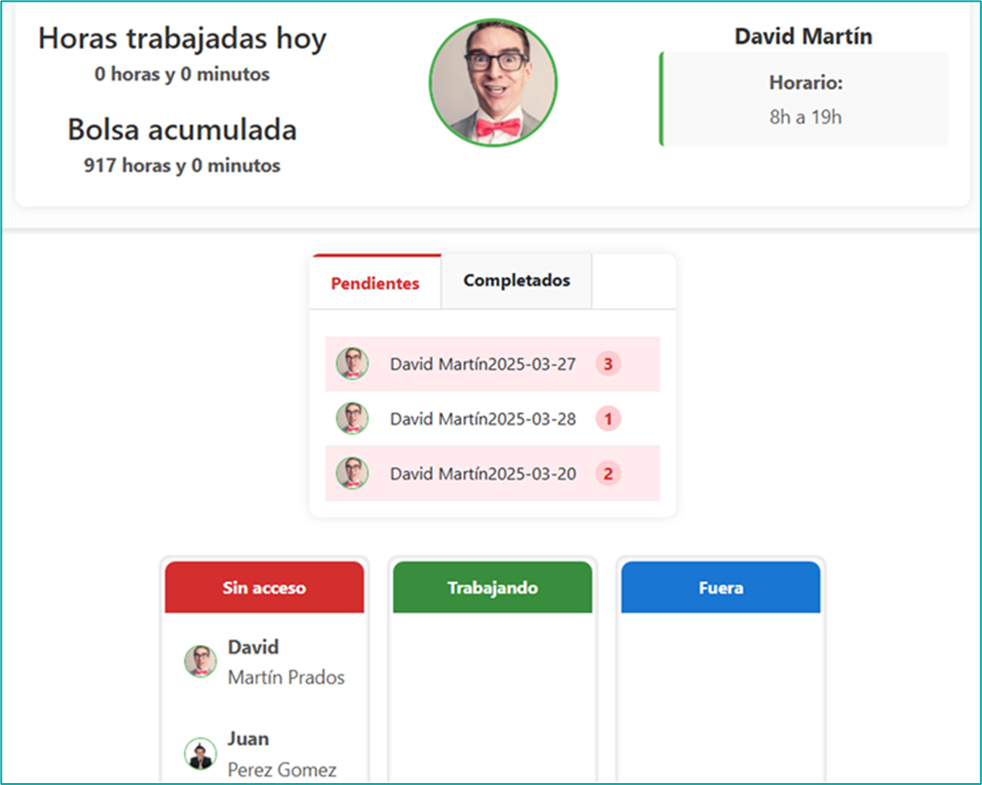 Horas trabajadas hoy
0 horas y 0 minutos
Bolsa acumulada
917 horas y 0 minutos
David Martín
Horario:
8h a 19h
Pendientes
Completados
David Martín2025-03-27 3
David Martín2025-03-28 1
David Martín2025-03-20 2
Sin acceso
David
Martín Prados
Juan
Perez Gomez
Trabajando
Fuera